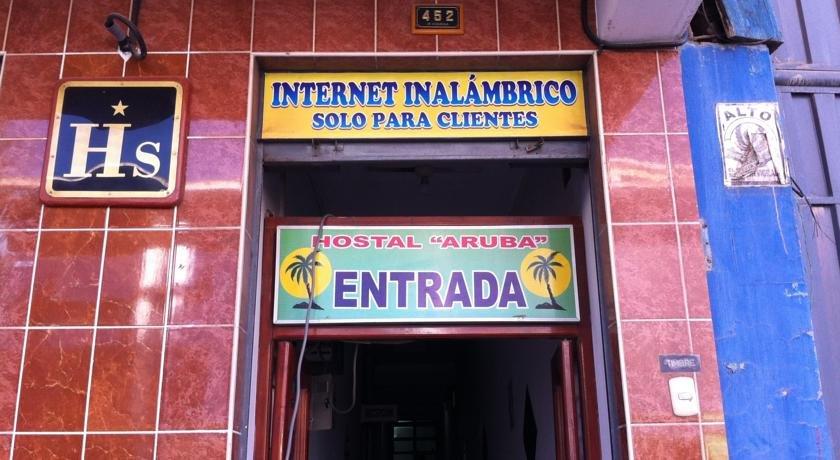 452
INTERNET INALÁMBRICO
SOLO PARA CLIENTES
Hs
HOSTAL "ARUBA"
ENTRADA
ALTO
TIMBRE